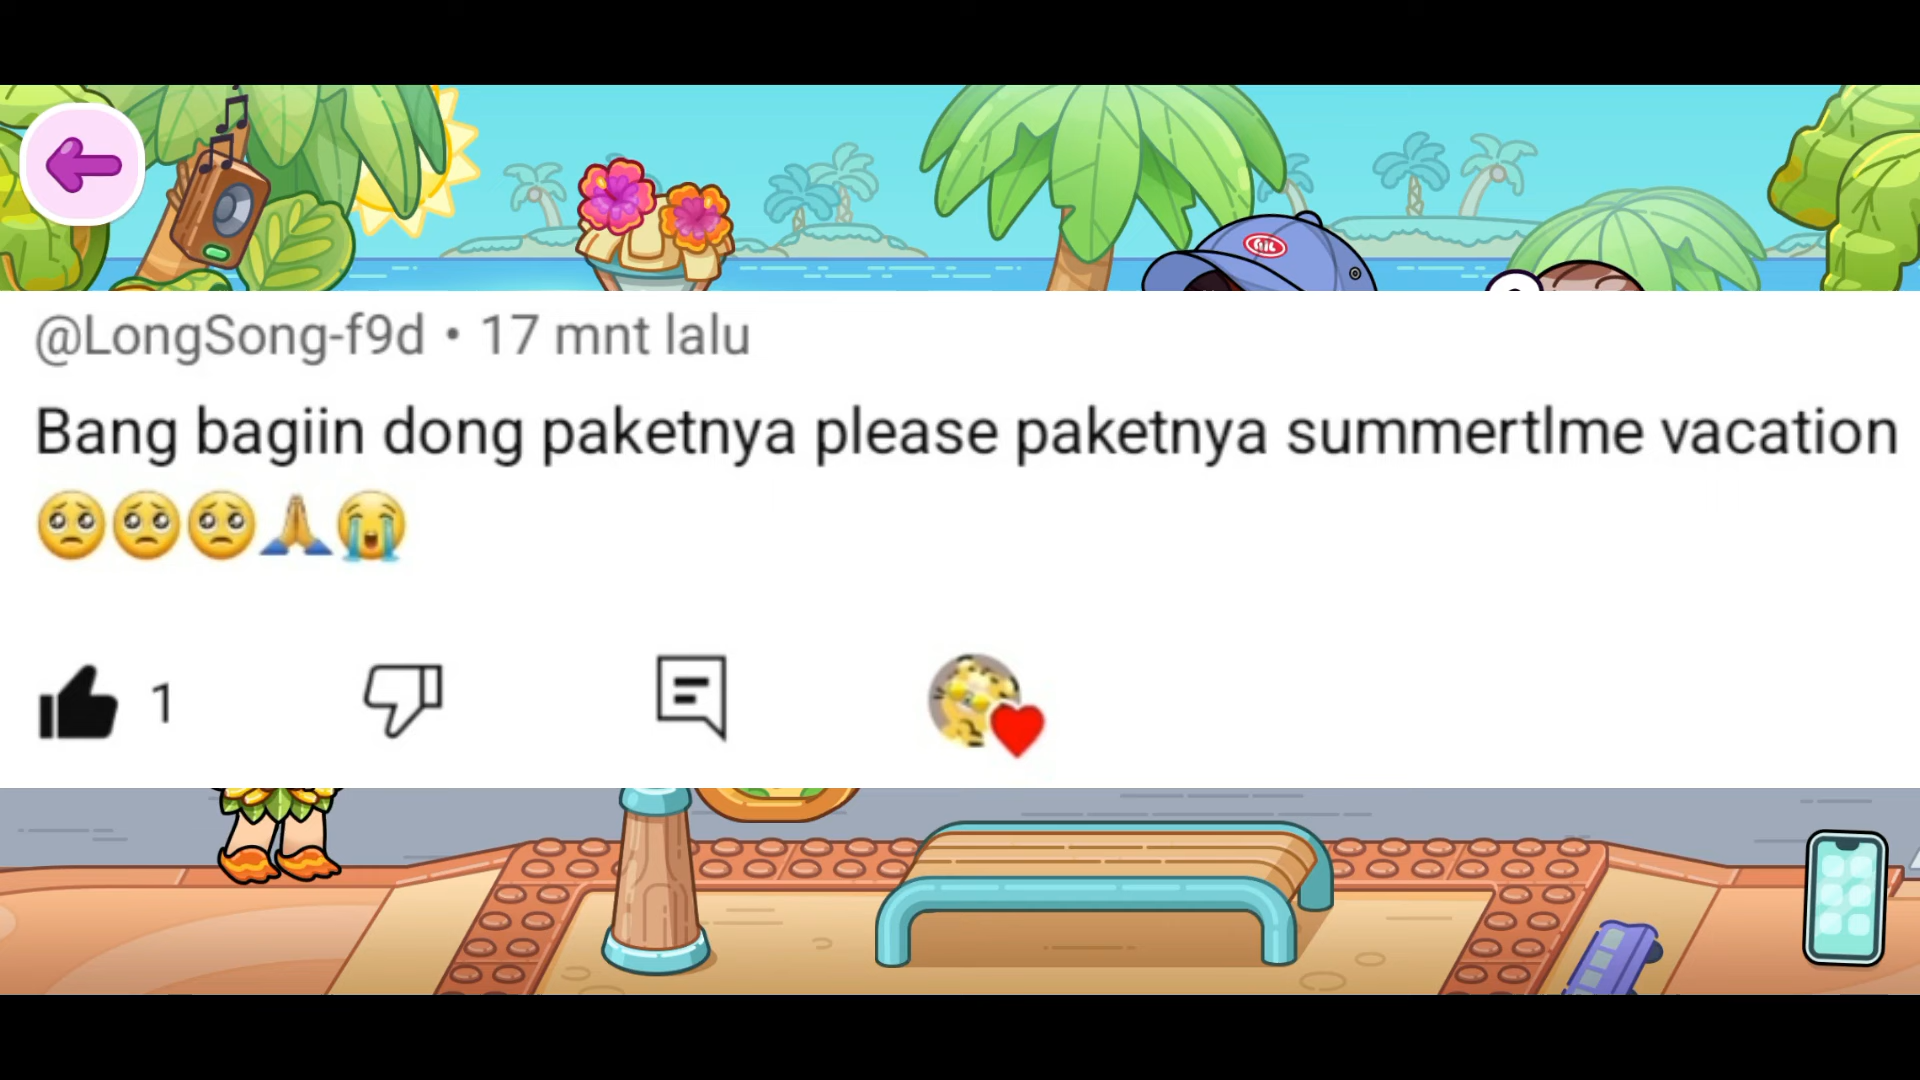 @LongSong-f9d • 17 mnt lalu
Bang bagiin dong paketnya please paketnya summertlme vacation
🥺🥺🥺🙏😭
1